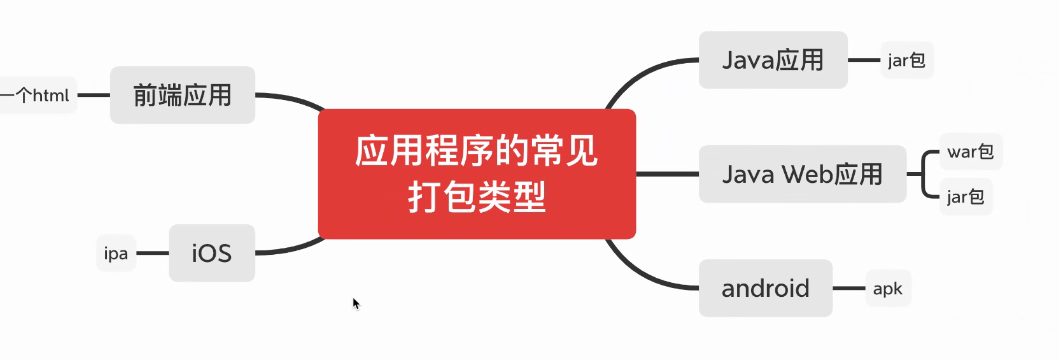 应用程序的常见
打包类型
Java应用
jar包
Java Web应用
war包
jar包
android
apk
前端应用
一个html
iOS
ipa